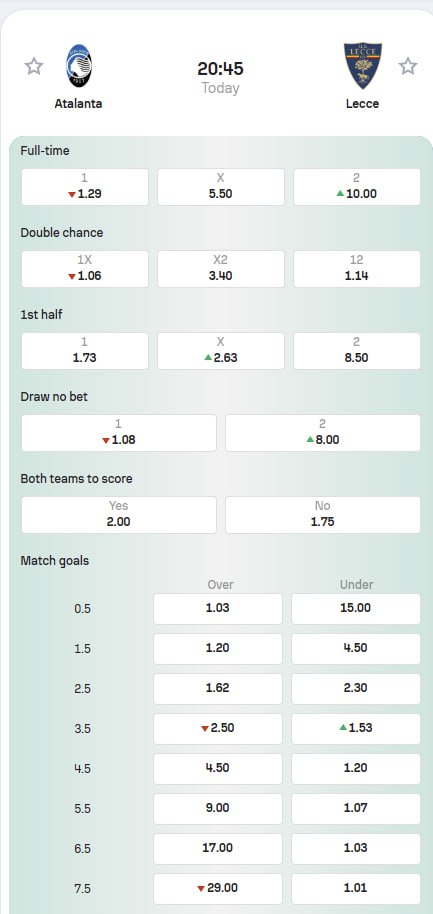 20:45
Today
LECCE
Atalanta
Lecce
Full-time
1 X 2
1.29 5.50 10.00
Double chance
1X X2 12
1.06 3.40 1.14
1st half
1 X 2
1.73 2.63 8.50
Draw no bet
1 2
1.08 8.00
Both teams to score
Yes No
2.00 1.75
Match goals
Over Under
0.5 1.03 15.00
1.5 1.20 4.50
2.5 1.62 2.30
3.5 2.50 1.53
4.5 4.50 1.20
5.5 9.00 1.07
6.5 17.00 1.03
7.5 29.00 1.01